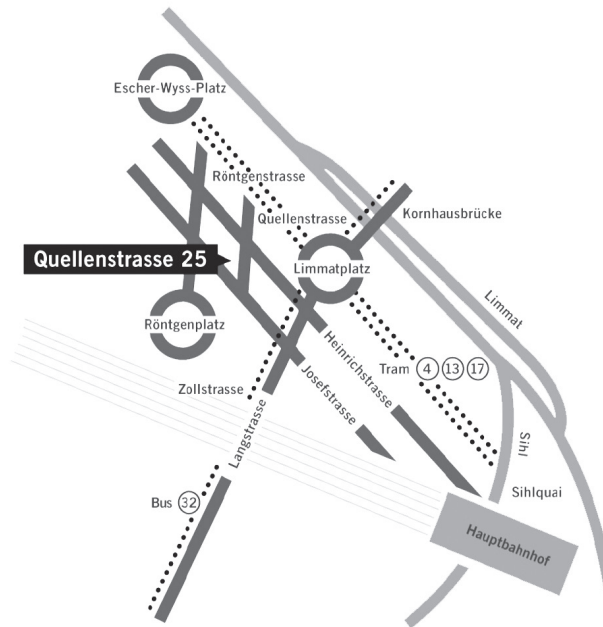 Escher-Wyss-Platz
Röntgenstrasse
Quellenstrasse
Kornhausbrücke
Quellenstrasse 25
Limmatplatz
Limmat
Röntgenplatz
Heinrichstrasse
Tram 4 13 17
Zollstrasse
Josefstrasse
Langstrasse
Sihl
Bus 32
Sihlquai
Hauptbahnhof